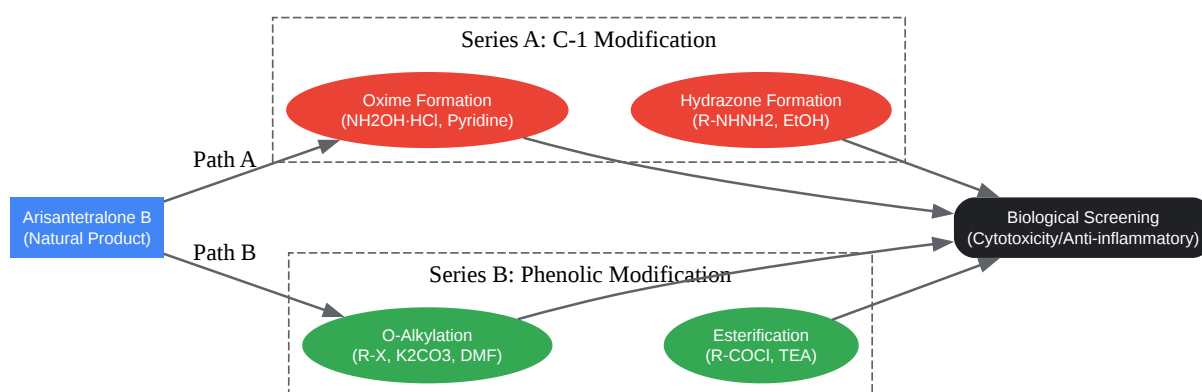 Series A: C-1 Modification
Oxime Formation
(NH2OH·HCl, Pyridine)
Hydrazone Formation
(R-NHNH2, EtOH)
Path A
Arisantetralone B
(Natural Product)
Biological Screening
(Cytotoxicity/Anti-inflammatory)
Path B
Series B: Phenolic Modification
O-Alkylation
(R-X, K2CO3, DMF)
Esterification
(R-COCl, TEA)